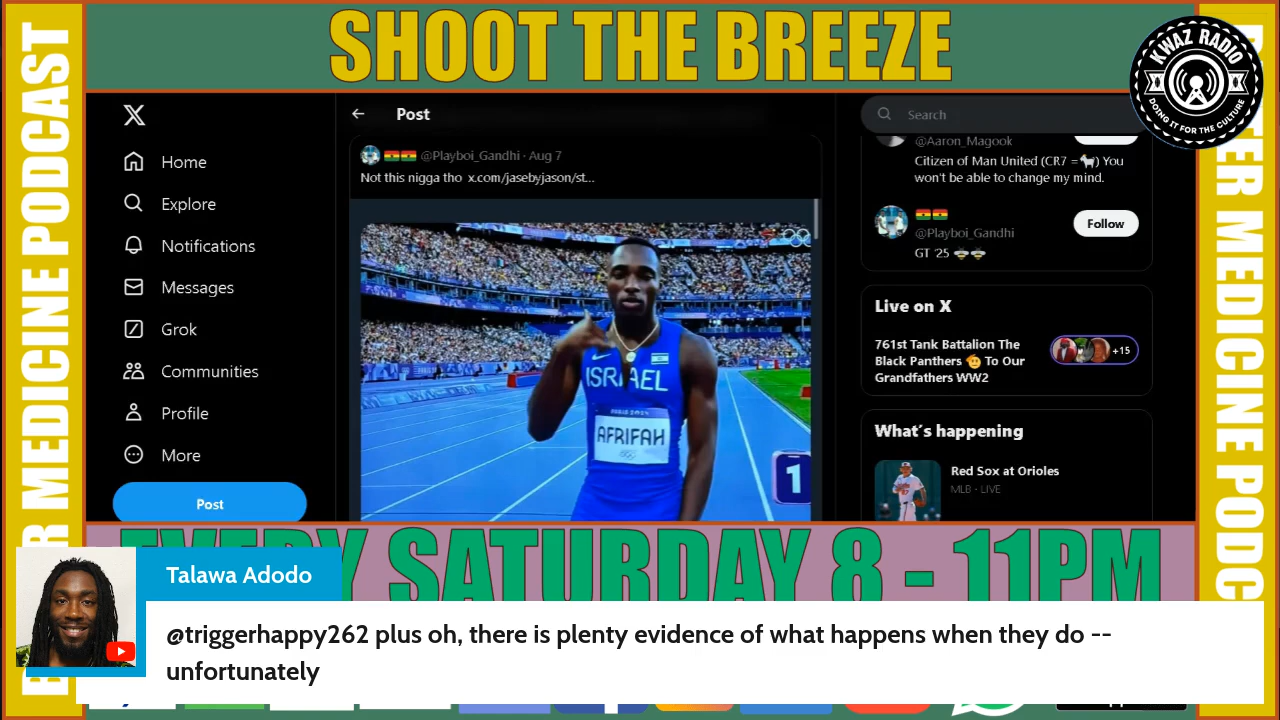 SHOOT THE BREEZE
KWAZ RADIO
DOING IT FOR THE CULTURE
MEDICINE PODCAST
X
Home
Explore
Notifications
Messages
Grok
Communities
Profile
More
Post
Post
@Playboi_Gandhi · Aug 7
Not this nigga tho x.com/jasebyjason/st...
ISRAEL
PARIS 2024
AFRIFAH
1
Search
@Aaron_Magook
Citizen of Man United (CR7 =🐐) You
won't be able to change my mind.
@Playboi_Gandhi
Follow
GT '25
Live on X
761st Tank Battalion The
Black Panthers 🫡 To Our
Grandfathers WW2
+15
What's happening
Red Sox at Orioles
MLB · LIVE
MEDICINE
EVERY SATURDAY 8 - 11PM
Talawa Adodo
@triggerhappy262 plus oh, there is plenty evidence of what happens when they do --
unfortunately